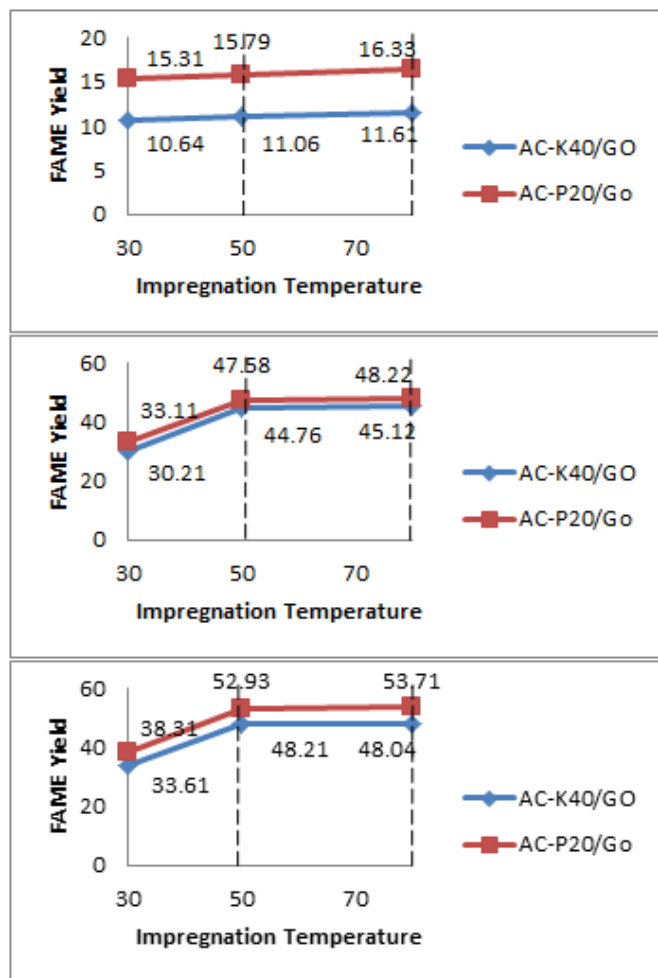 FAME Yield
20
15
10
5
0
15.31 15.79 16.33
10.64 11.06 11.61
30 50 70
Impregnation Temperature
AC-K40/GO
AC-P20/Go
FAME Yield
60
40
20
0
33.11 47.58 48.22
30.21 44.76 45.12
30 50 70
Impregnation Temperature
AC-K40/GO
AC-P20/Go
FAME Yield
60
40
20
0
38.31 52.93 53.71
33.61 48.21 48.04
30 50 70
Impregnation Temperature
AC-K40/GO
AC-P20/Go